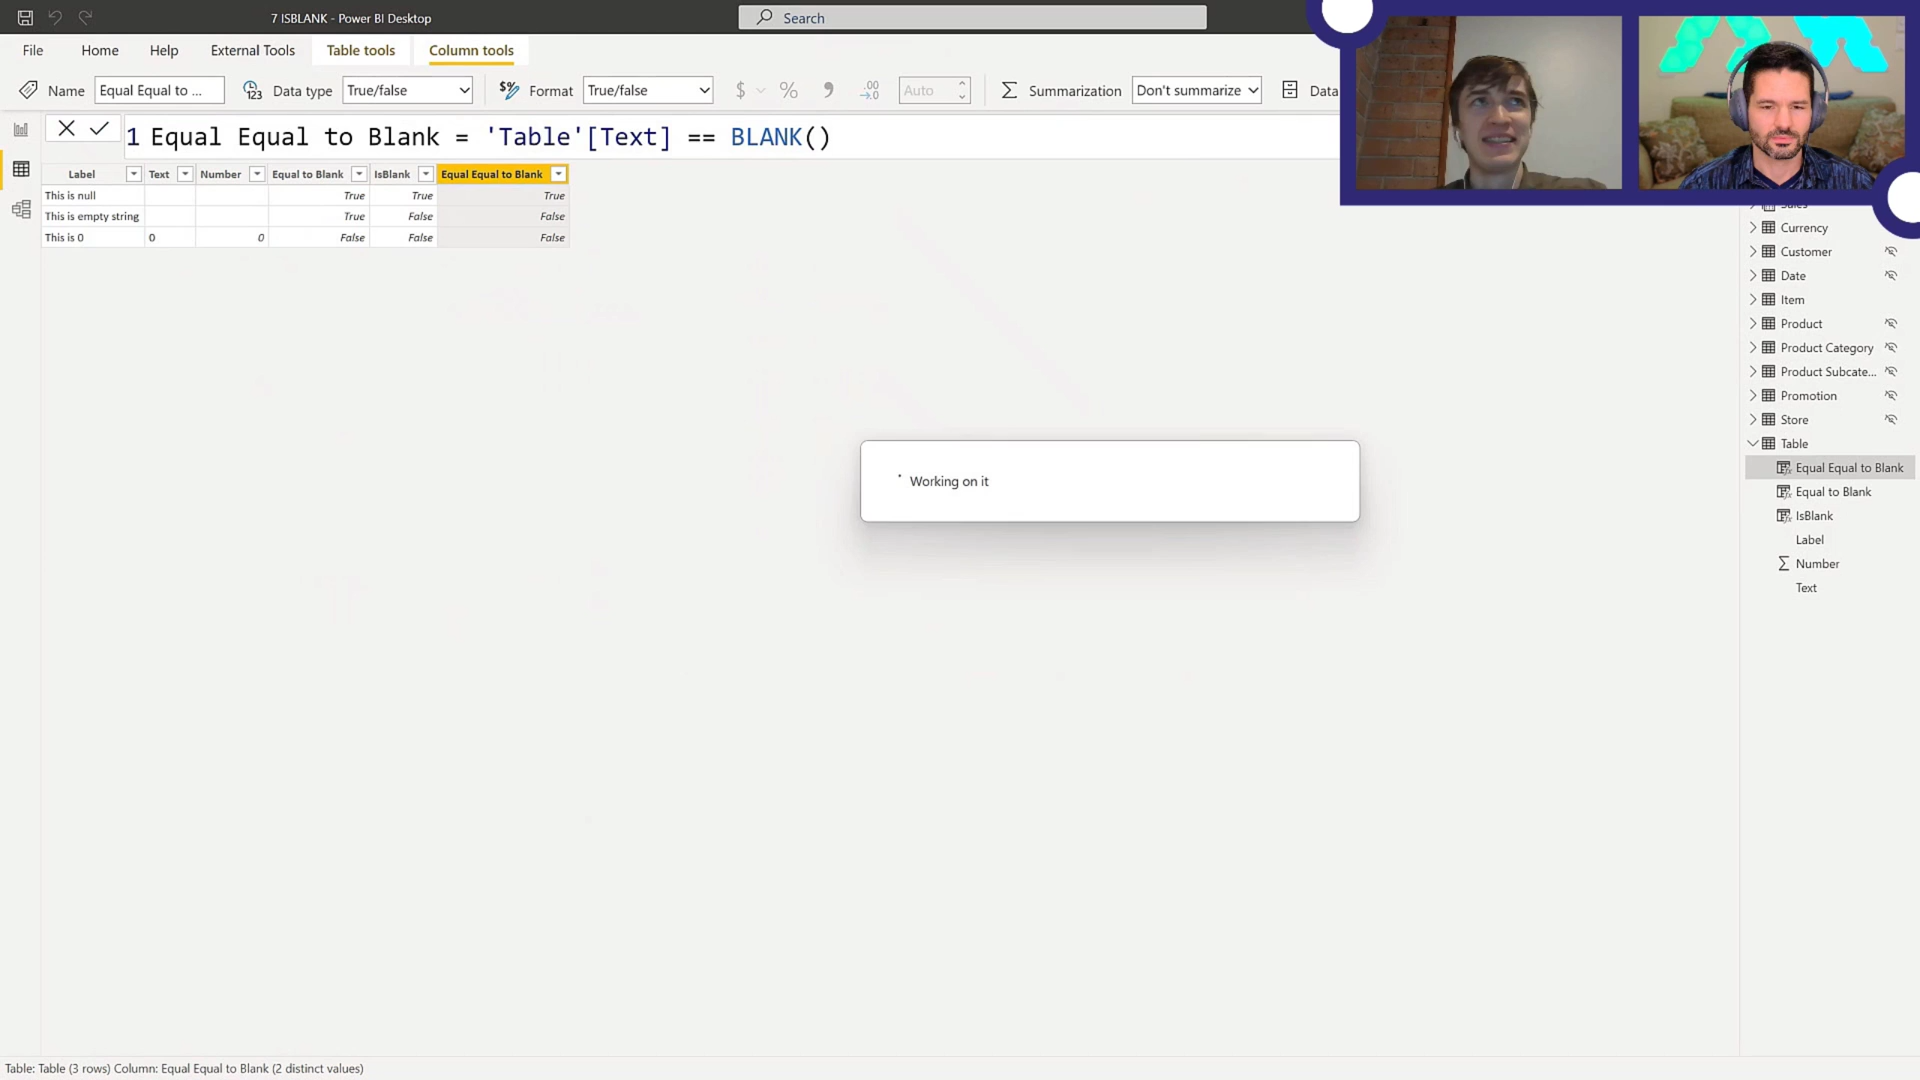 7 ISBLANK - Power BI Desktop
Search
File Home Help External Tools Table tools Column tools
Name Equal Equal to ... Data type True/false Format True/false $ % .00 →.0 Auto Summarization Don't summarize Data
1 Equal Equal to Blank = 'Table'[Text] == BLANK()
Label Text Number Equal to Blank IsBlank Equal Equal to Blank
This is null True True True
This is empty string True False False
This is 0 0 0 False False False
Working on it
Sales
Currency
Customer
Date
Item
Product
Product Category
Product Subcate...
Promotion
Store
Table
Equal Equal to Blank
Equal to Blank
IsBlank
Label
Number
Text
Table: Table (3 rows) Column: Equal Equal to Blank (2 distinct values)